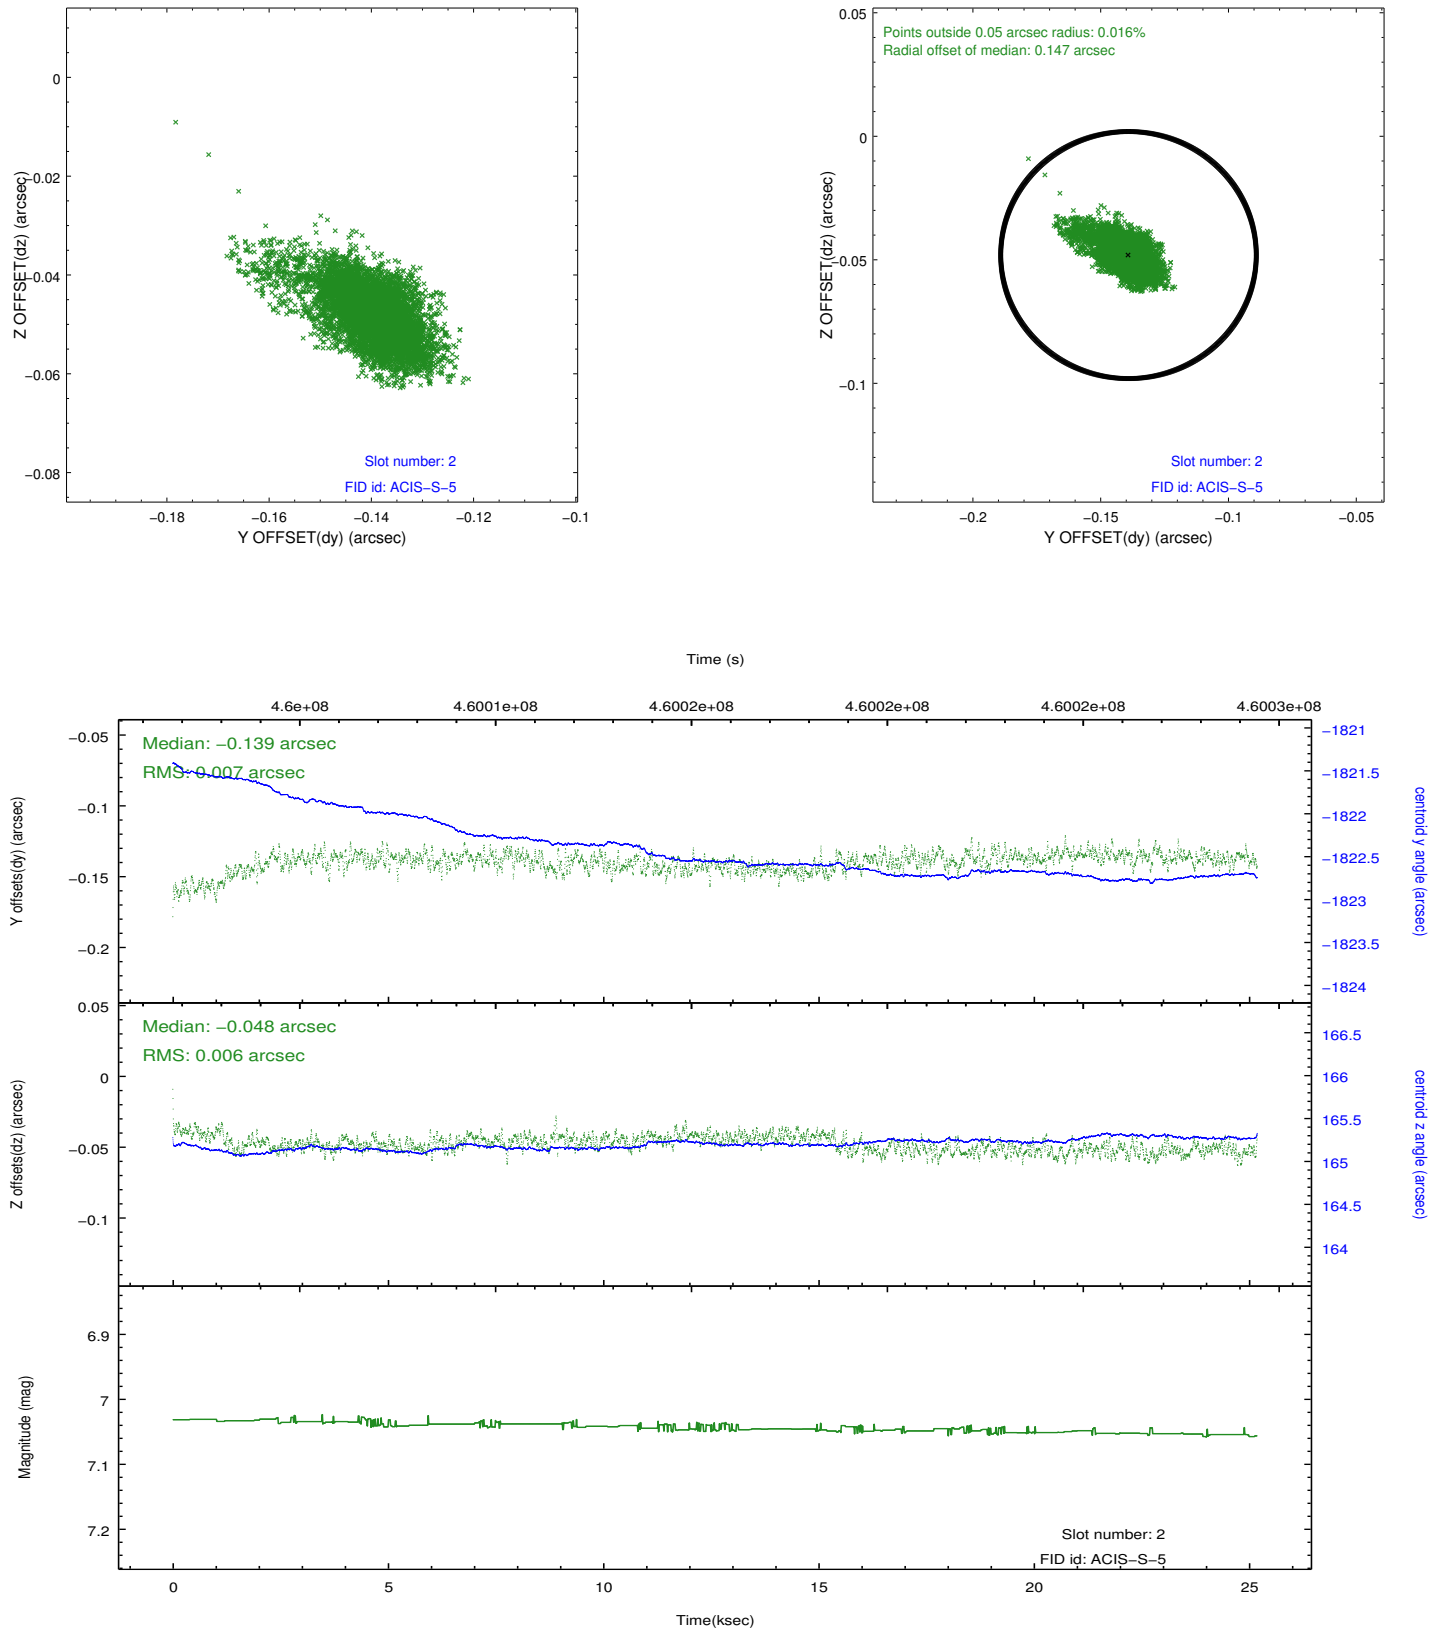 0
−0.02
−0.04
−0.06
−0.08
Z OFFSET(dz) (arcsec)
Slot number: 2
FID id: ACIS−S−5
−0.18 −0.16 −0.14 −0.12 −0.1
Y OFFSET(dy) (arcsec)
0.05
0
−0.05
−0.1
Z OFFSET(dz) (arcsec)
Points outside 0.05 arcsec radius: 0.016%
Radial offset of median: 0.147 arcsec
Slot number: 2
FID id: ACIS−S−5
−0.2 −0.15 −0.1 −0.05
Y OFFSET(dy) (arcsec)
Time (s)
4.6e+08 4.6001e+08 4.6002e+08 4.6002e+08 4.6002e+08 4.6003e+08
−0.05
−0.1
−0.15
−0.2
Y offsets(dy) (arcsec)
Median: −0.139 arcsec
RMS: 0.007 arcsec
−1821
−1821.5
−1822
−1822.5
−1823
−1823.5
−1824
centroid y angle (arcsec)
0.05
0
−0.05
−0.1
Z offsets(dz) (arcsec)
Median: −0.048 arcsec
RMS: 0.006 arcsec
166.5
166
165.5
165
164.5
164
centroid z angle (arcsec)
6.9
7
7.1
7.2
Magnitude (mag)
Slot number: 2
FID id: ACIS−S−5
0 5 10 15 20 25
Time(ksec)